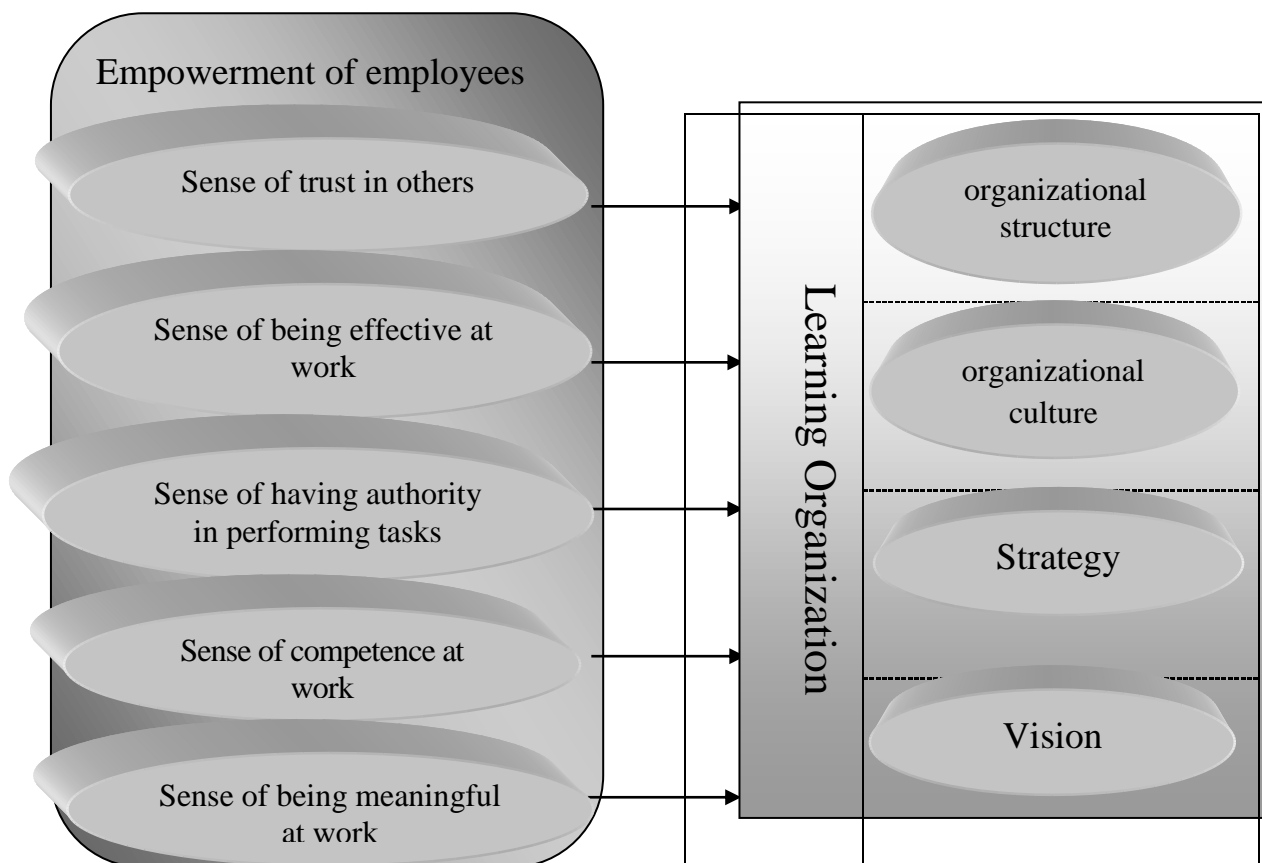 Empowerment of employees
Sense of trust in others
Sense of being effective at
work
Sense of having authority
in performing tasks
Sense of competence at
work
Sense of being meaningful
at work
Learning Organization
organizational
structure
organizational
culture
Strategy
Vision